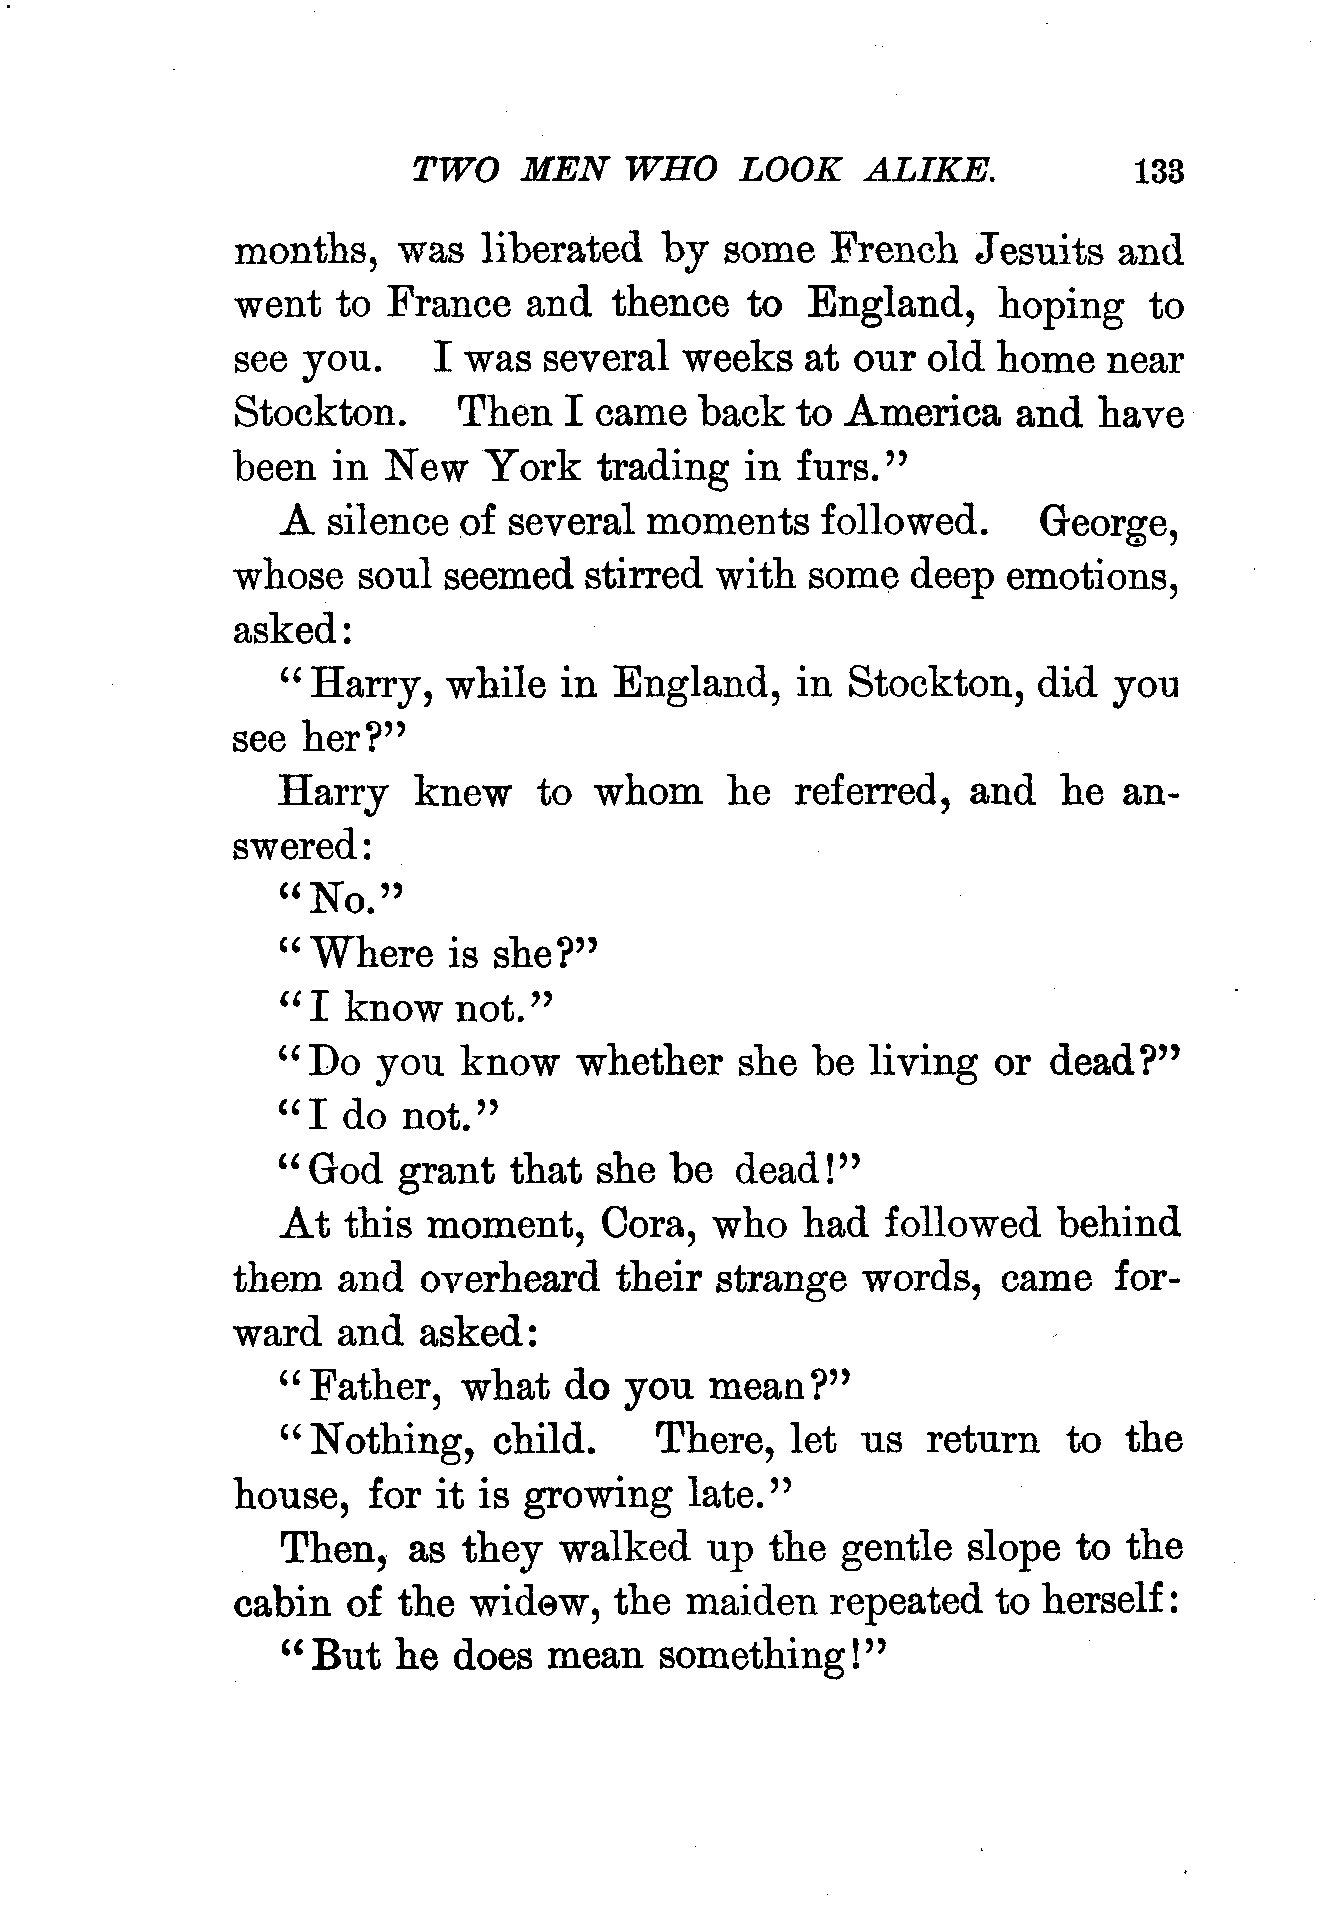 TWO MEN WHO LOOK ALIKE. 133
months, was liberated by some French Jesuits and
went to France and thence to England, hoping to
see you. I was several weeks at our old home near
Stockton. Then I came back to America and have
been in New York trading in furs."
A silence of several moments followed. George,
whose soul seemed stirred with some deep emotions,
asked:
"Harry, while in England, in Stockton, did you
see her?"
Harry knew to whom he referred, and he an-
swered:
"No."
"Where is she?"
"I know not."
"Do you know whether she be living or dead?"
"I do not."
"God grant that she be dead!"
At this moment, Cora, who had followed behind
them and overheard their strange words, came for-
ward and asked:
"Father, what do you mean?"
"Nothing, child. There, let us return to the
house, for it is growing late."
Then, as they walked up the gentle slope to the
cabin of the widow, the maiden repeated to herself:
"But he does mean something!"